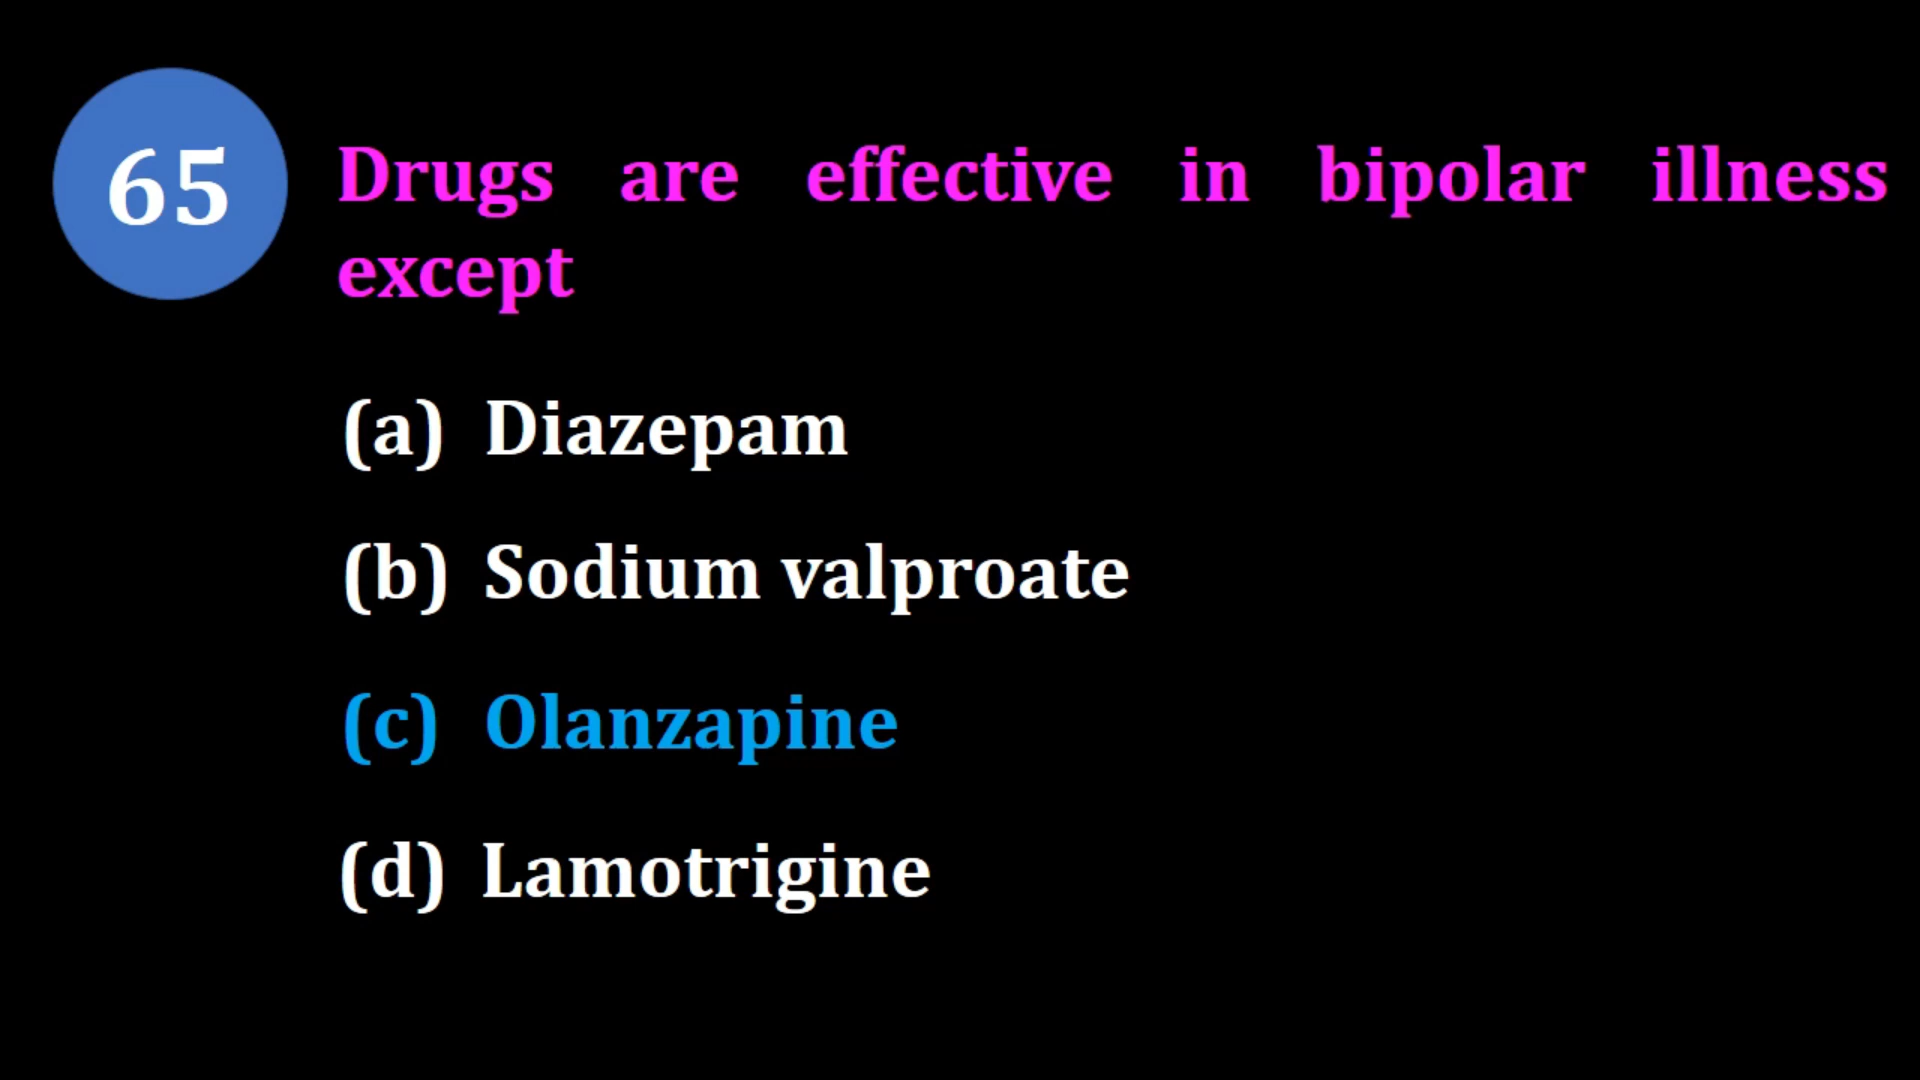 65
Drugs are effective in bipolar illness
except
(a) Diazepam
(b) Sodium valproate
(c) Olanzapine
(d) Lamotrigine